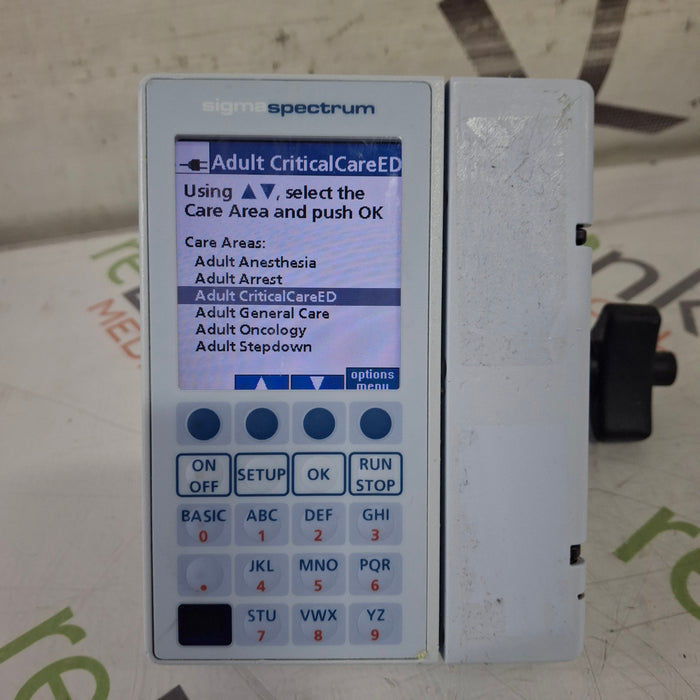 sigmaspectrum
Adult CriticalCareED
Using ▲▼, select the
Care Area and push OK
Care Areas:
Adult Anesthesia
Adult Arrest
Adult CriticalCareED
Adult General Care
Adult Oncology
Adult Stepdown
options
menu
ON
OFF
SETUP
OK
RUN
STOP
BASIC
0
ABC
1
DEF
2
GHI
3
.
JKL
4
MNO
5
PQR
6
STU
7
VWX
8
YZ
9